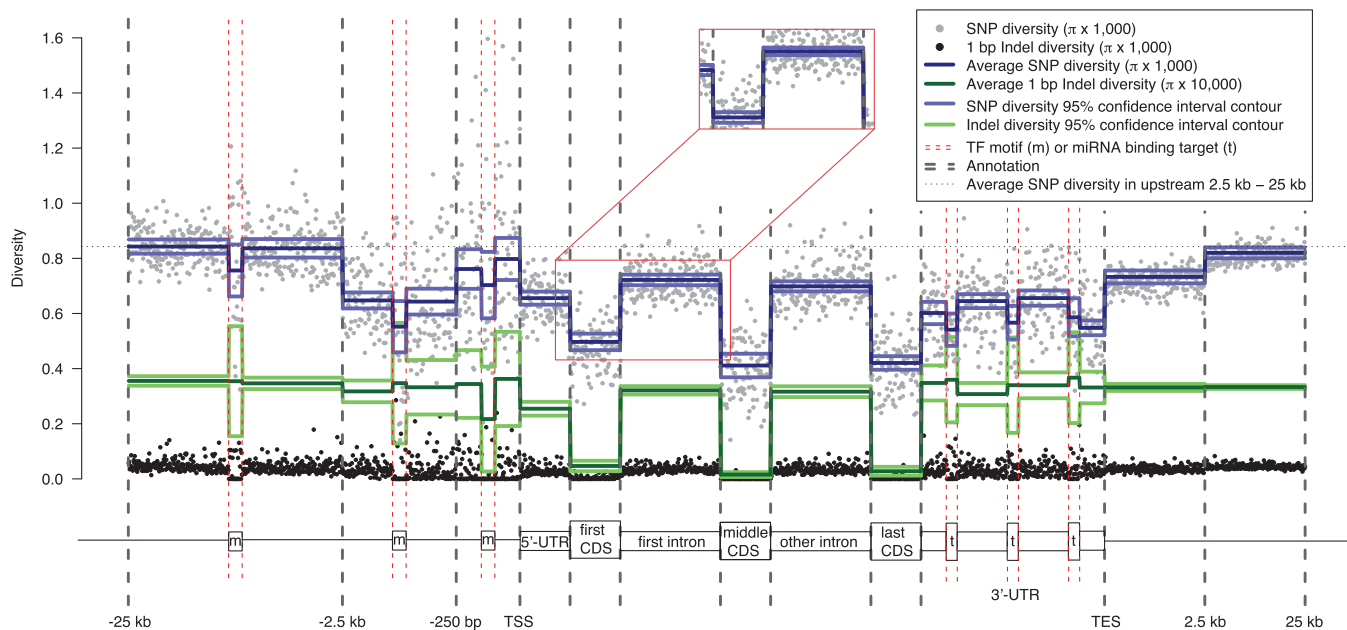 SNP diversity (π x 1,000)
1 bp Indel diversity (π x 1,000)
Average SNP diversity (π x 1,000)
Average 1 bp Indel diversity (π x 10,000)
SNP diversity 95% confidence interval contour
Indel diversity 95% confidence interval contour
TF motif (m) or miRNA binding target (t)
Annotation
Average SNP diversity in upstream 2.5 kb – 25 kb
1.6
1.4
1.2
1.0
0.8
0.6
0.4
0.2
0.0
Diversity
m
m
m
5'-UTR
first
CDS
first intron
middle
CDS
other intron
last
CDS
t
t
t
3'-UTR
-25 kb
-2.5 kb
-250 bp
TSS
TES
2.5 kb
25 kb